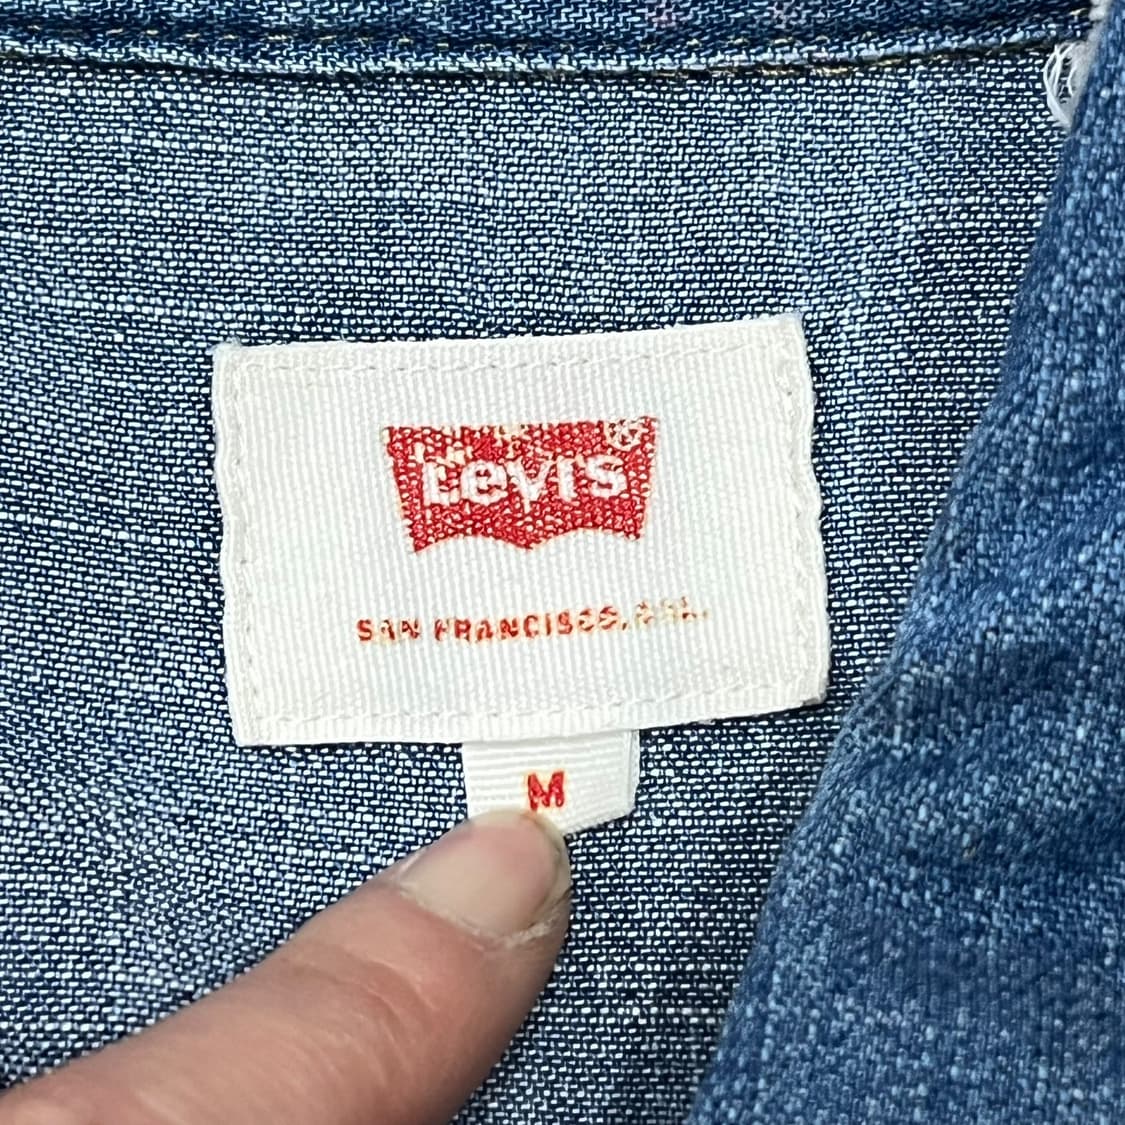 Levi's ®
SAN FRANCISCO, CAL.
M